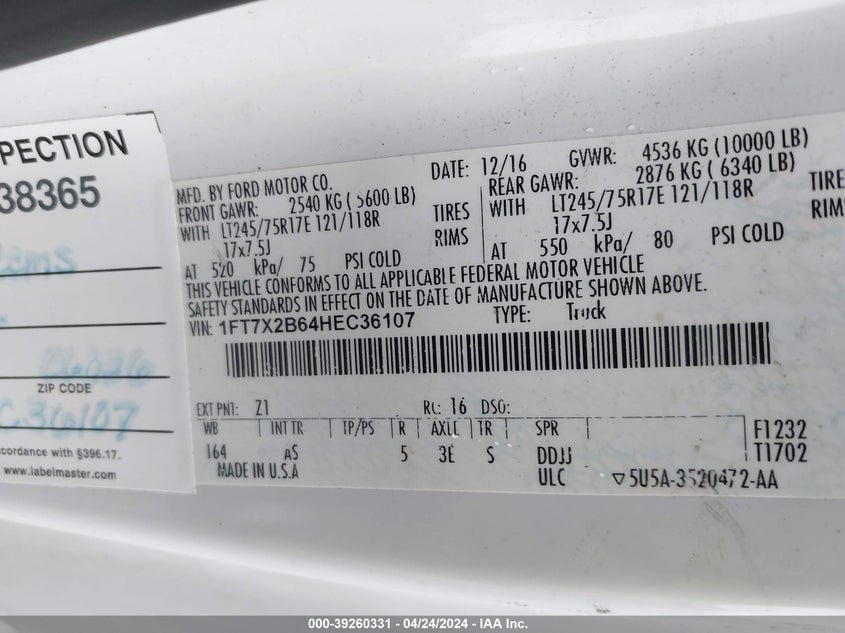 PECTION
38365
06026
ZIP CODE
C36107
ccordance with §396.17.
www.labelmaster.com
MFD. BY FORD MOTOR CO.
DATE: 12/16 GVWR: 4536 KG (10000 LB)
FRONT GAWR: 2540 KG ( 5600 LB)
REAR GAWR: 2876 KG ( 6340 LB)
WITH LT245/75R17E 121/118R TIRES
WITH LT245/75R17E 121/118R TIRE
17x7.5J RIMS
17x7.5J RIMS
AT 520 kPa/ 75 PSI COLD
AT 550 kPa/ 80 PSI COLD
THIS VEHICLE CONFORMS TO ALL APPLICABLE FEDERAL MOTOR VEHICLE
SAFETY STANDARDS IN EFFECT ON THE DATE OF MANUFACTURE SHOWN ABOVE.
VIN: 1FT7X2B64HEC36107 TYPE: Truck
EXT PNT: Z1 RC: 16 DSO:
WB INT TR TP/PS R AXLE TR SPR
164 AS 5 3E S DDJJ
F1232
T1702
MADE IN U.S.A ULC ▽5U5A-3520472-AA
000-39260331 - 04/24/2024 - IAA Inc.